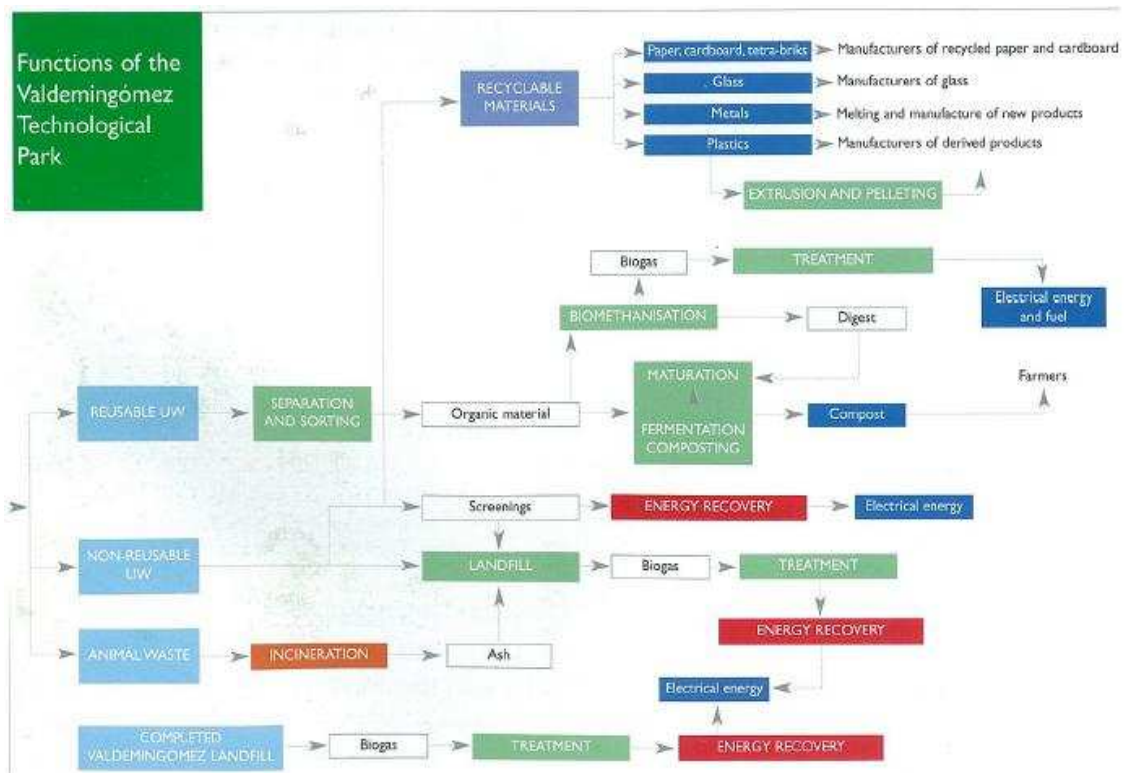 Functions of the
Valdemingómez
Technological
Park
RECYCLABLE
MATERIALS
Paper, cardboard, tetra-briks
Manufacturers of recycled paper and cardboard
Glass
Manufacturers of glass
Metals
Melting and manufacture of new products
Plastics
Manufacturers of derived products
EXTRUSION AND PELLETING
Biogas
TREATMENT
Electrical energy
and fuel
BIOMETHANISATION
Digest
REUSABLE UW
SEPARATION
AND SORTING
Organic material
MATURATION
FERMENTATION
COMPOSTING
Compost
Farmers
Screenings
ENERGY RECOVERY
Electrical energy
NON-REUSABLE
UW
LANDFILL
Biogas
TREATMENT
ENERGY RECOVERY
ANIMAL WASTE
INCINERATION
Ash
Electrical energy
COMPLETED
VALDEMINGOMEZ LANDFILL
Biogas
TREATMENT
ENERGY RECOVERY